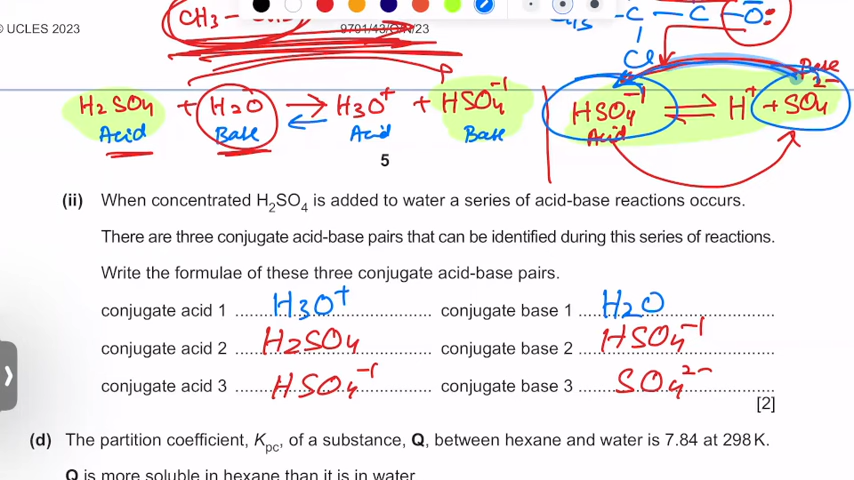 CH3 -
-C - C - O:
Cl
© UCLES 2023
9701/43/O/N/23
Base
H2SO4 + H2O → H3O+ + HSO4-1
HSO4-1 ⇌ H+ + SO4 2-
Acid Base Acid Base
Acid
5
(ii) When concentrated H2SO4 is added to water a series of acid-base reactions occurs.
There are three conjugate acid-base pairs that can be identified during this series of reactions.
Write the formulae of these three conjugate acid-base pairs.
conjugate acid 1 H3O+ conjugate base 1 H2O
conjugate acid 2 H2SO4 conjugate base 2 HSO4-1
conjugate acid 3 HSO4-1 conjugate base 3 SO4 2-
[2]
(d) The partition coefficient, Kpc, of a substance, Q, between hexane and water is 7.84 at 298 K.
Q is more soluble in hexane than it is in water.